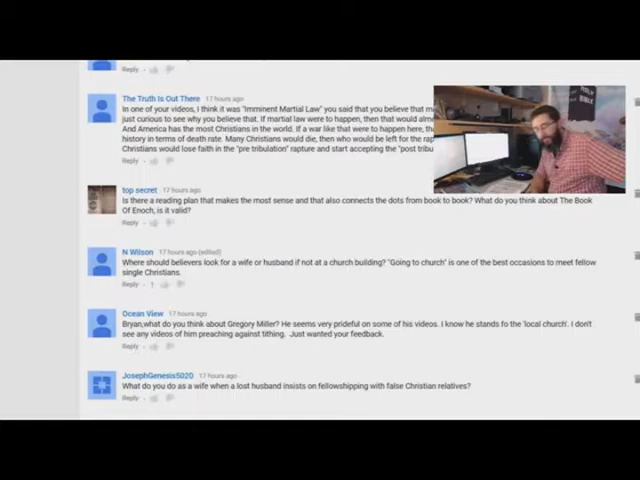 Reply
The Truth Is Out There 17 hours ago
In one of your videos, I think it was "Imminent Martial Law" you said that you believe that ma
just curious to see why you believe that. If martial law were to happen, then that would almo
And America has the most Christians in the world. If a war like that were to happen here, tha
history in terms of death rate. Many Christians would die, then who would be left for the rap
Christians would lose faith in the "pre tribulation" rapture and start accepting the "post tribu
Reply
HOLY
BIBLE
top secret 17 hours ago
Is there a reading plan that makes the most sense and that also connects the dots from book to book? What do you think about The Book
Of Enoch, is it valid?
Reply
N Wilson 17 hours ago (edited)
Where should believers look for a wife or husband if not at a church building? "Going to church" is one of the best occasions to meet fellow
single Christians.
Reply 1
Ocean View 17 hours ago
Bryan,what do you think about Gregory Miller? He seems very prideful on some of his videos. I know he stands fo the 'local church'. I don't
see any videos of him preaching against tithing. Just wanted your feedback.
Reply
JosephGenesis5020 17 hours ago
What do you do as a wife when a lost husband insists on fellowshipping with false Christian relatives?
Reply